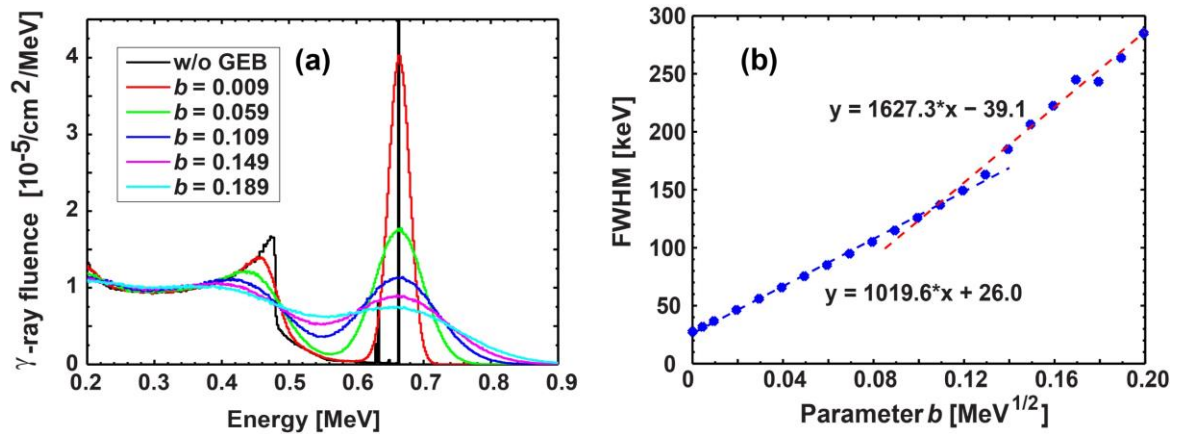 (a)
w/o GEB
b = 0.009
b = 0.059
b = 0.109
b = 0.149
b = 0.189
γ-ray fluence [10⁻⁵/cm²/MeV]
4
3
2
1
0
0.2 0.3 0.4 0.5 0.6 0.7 0.8 0.9
Energy [MeV]
(b)
y = 1627.3*x − 39.1
y = 1019.6*x + 26.0
FWHM [keV]
300
250
200
150
100
50
0
0 0.04 0.08 0.12 0.16 0.20
Parameter b [MeV^1/2]